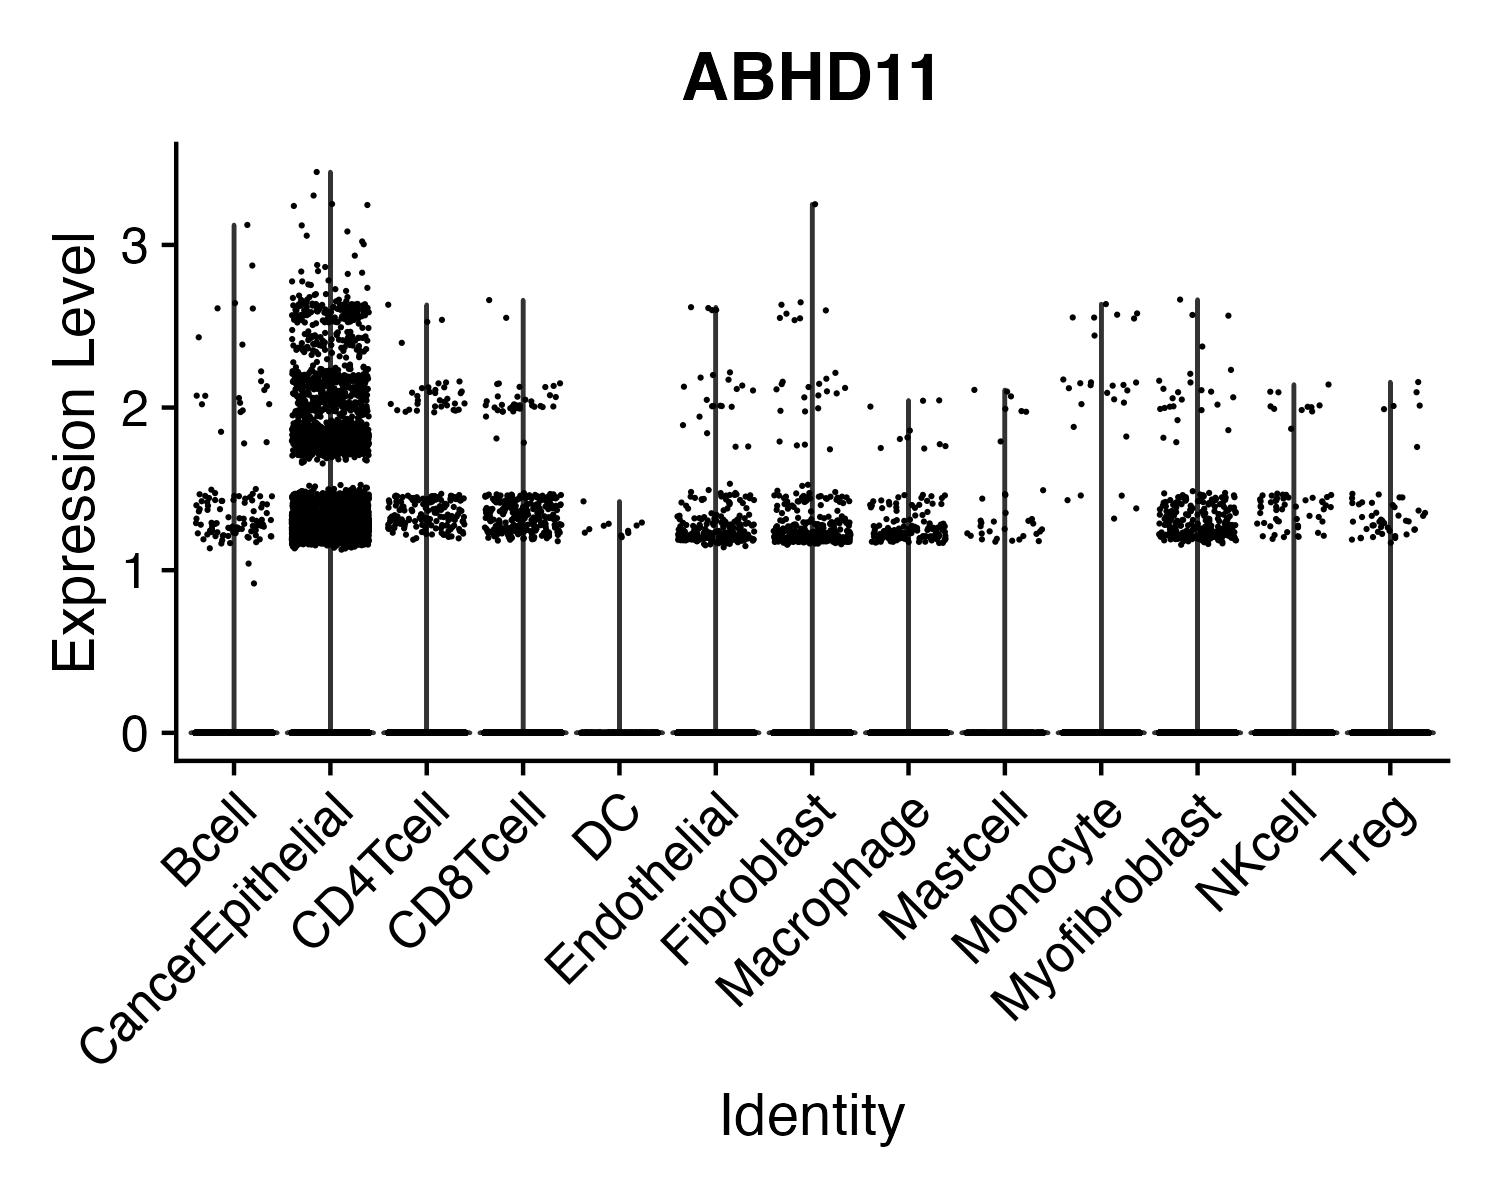 ABHD11
Expression Level
3
2
1
0
Bcell
CancerEpithelial
CD4Tcell
CD8Tcell
DC
Endothelial
Fibroblast
Macrophage
Mastcell
Monocyte
Myofibroblast
NKcell
Treg
Identity